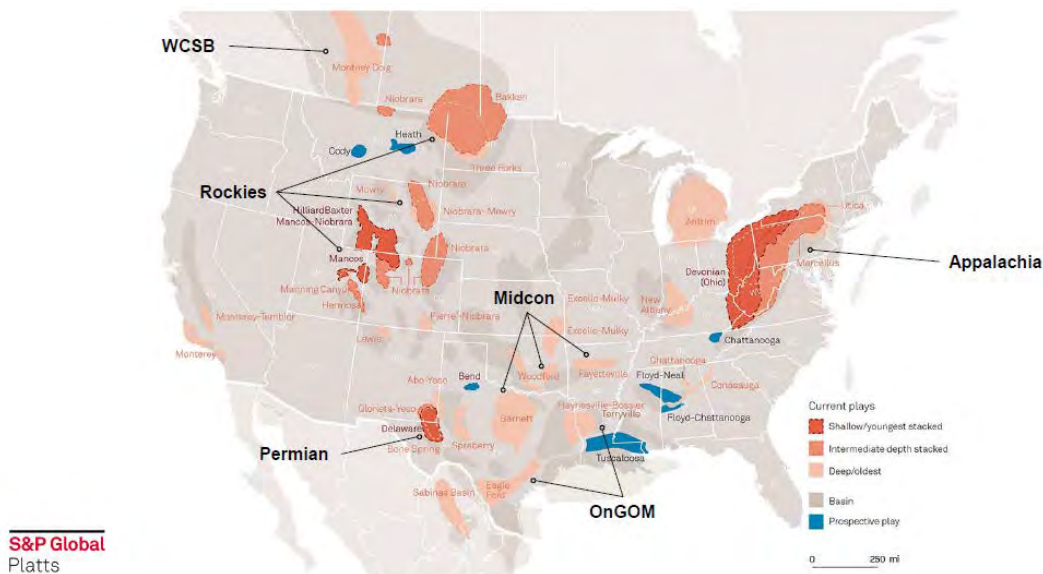 WCSB
Montney Doig
Niobrara
Bakken
Heath
Cody
Three Forks
Rockies
Mowry
Niobrara
Hilliard Baxter
Mancos-Niobrara
Niobrara-Mowry
Niobrara
Mancos
Manning Canyon
Hermosa
Niobrara
Antrim
Utica
Marcellus
Devonian
(Ohio)
Appalachia
Midcon
Excello-Mulky
New
Albany
Monterey-Temblor
Pierre-Niobrara
Excello-Mulky
Monterey
Lewis
Chattanooga
Woodford
Fayetteville
Chattanooga
Abo-Yeso
Bend
Floyd-Neal
Conasauga
Glorieta-Yeso
Barnett
Haynesville-Bossier
Terryville
Floyd-Chattanooga
Delaware
Permian
Bone Spring
Spraberry
Tuscaloosa
Sabinas Basin
Eagle
Ford
OnGOM
Current plays
Shallow/youngest stacked
Intermediate depth stacked
Deep/oldest
Basin
Prospective play
0 250 mi
S&P Global
Platts